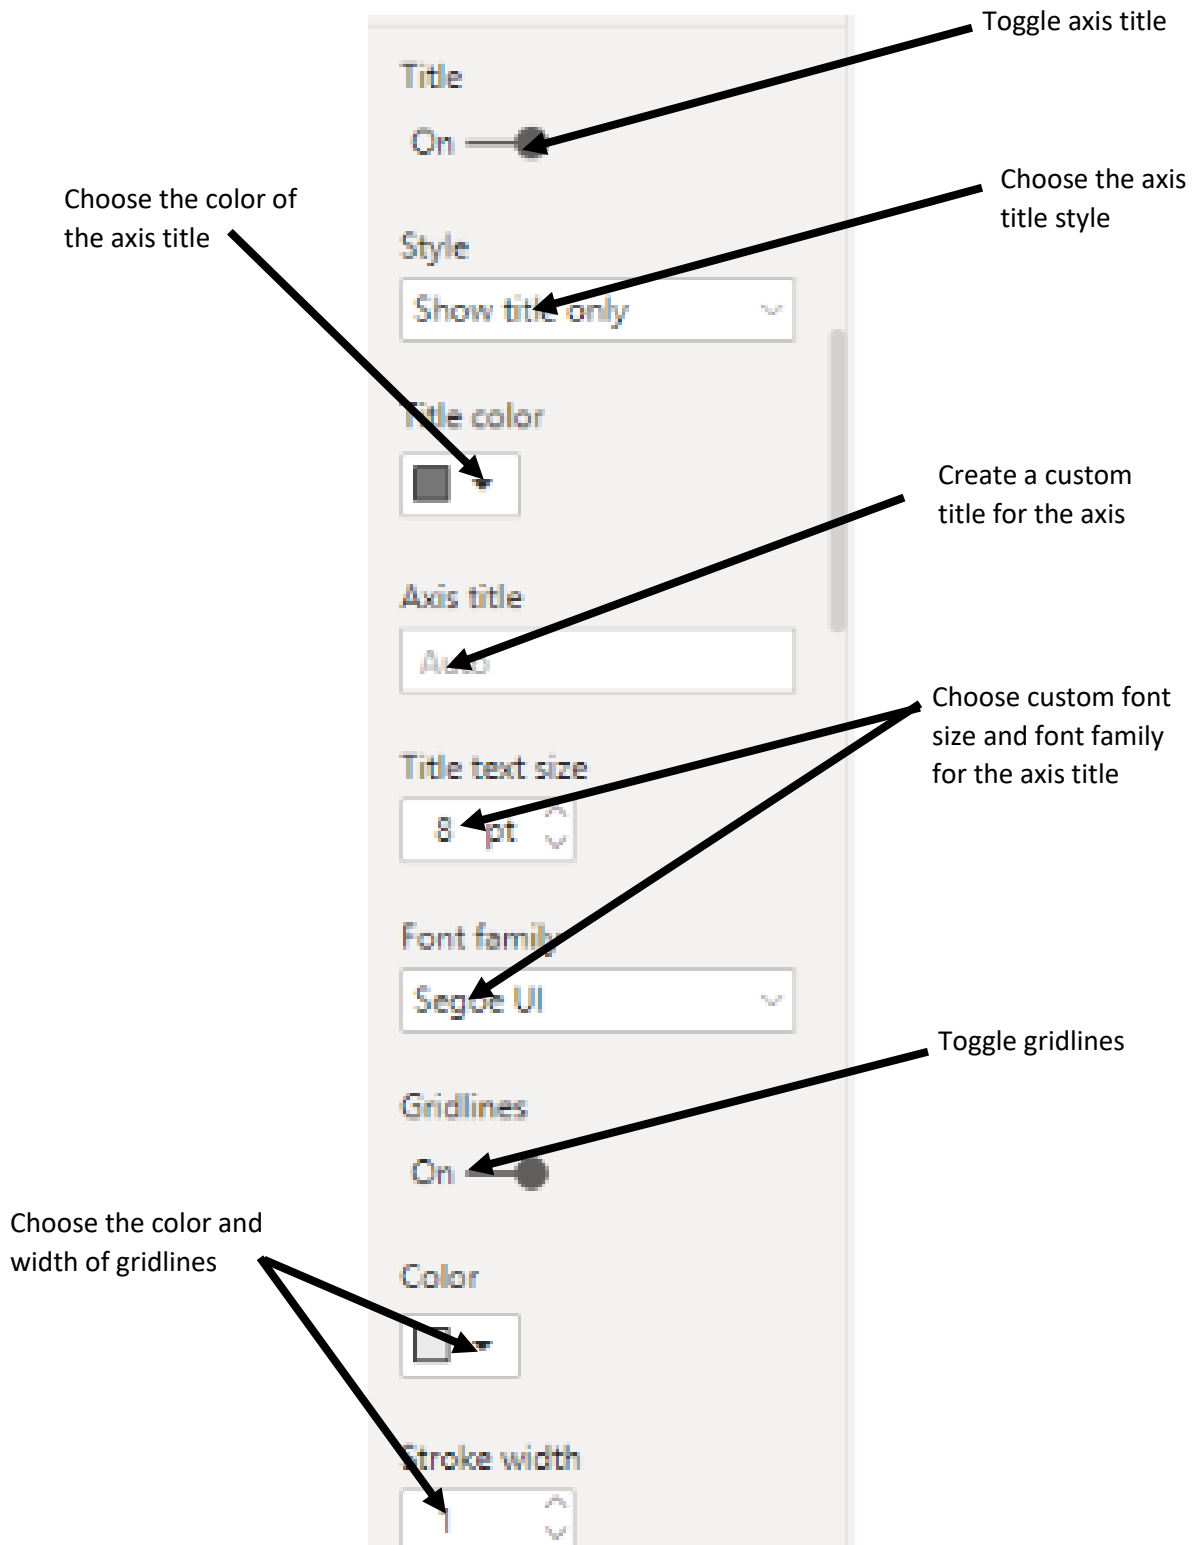 Toggle axis title
Title
On
Choose the axis
title style
Choose the color of
the axis title
Style
Show title only
Title color
Create a custom
title for the axis
Axis title
Auto
Choose custom font
size and font family
for the axis title
Title text size
8 pt
Font family
Segoe UI
Toggle gridlines
Gridlines
On
Choose the color and
width of gridlines
Color
Stroke width
1